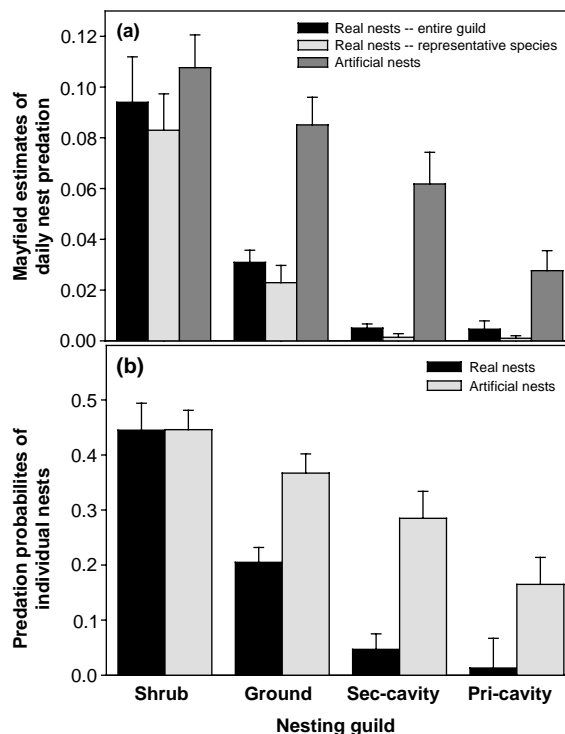 (a)
Real nests -- entire guild
Real nests -- representative species
Artificial nests
0.12
0.10
0.08
0.06
0.04
0.02
0.00
Mayfield estimates of
daily nest predation
(b)
Real nests
Artificial nests
0.5
0.4
0.3
0.2
0.1
0.0
Predation probabilites of
individual nests
Shrub Ground Sec-cavity Pri-cavity
Nesting guild